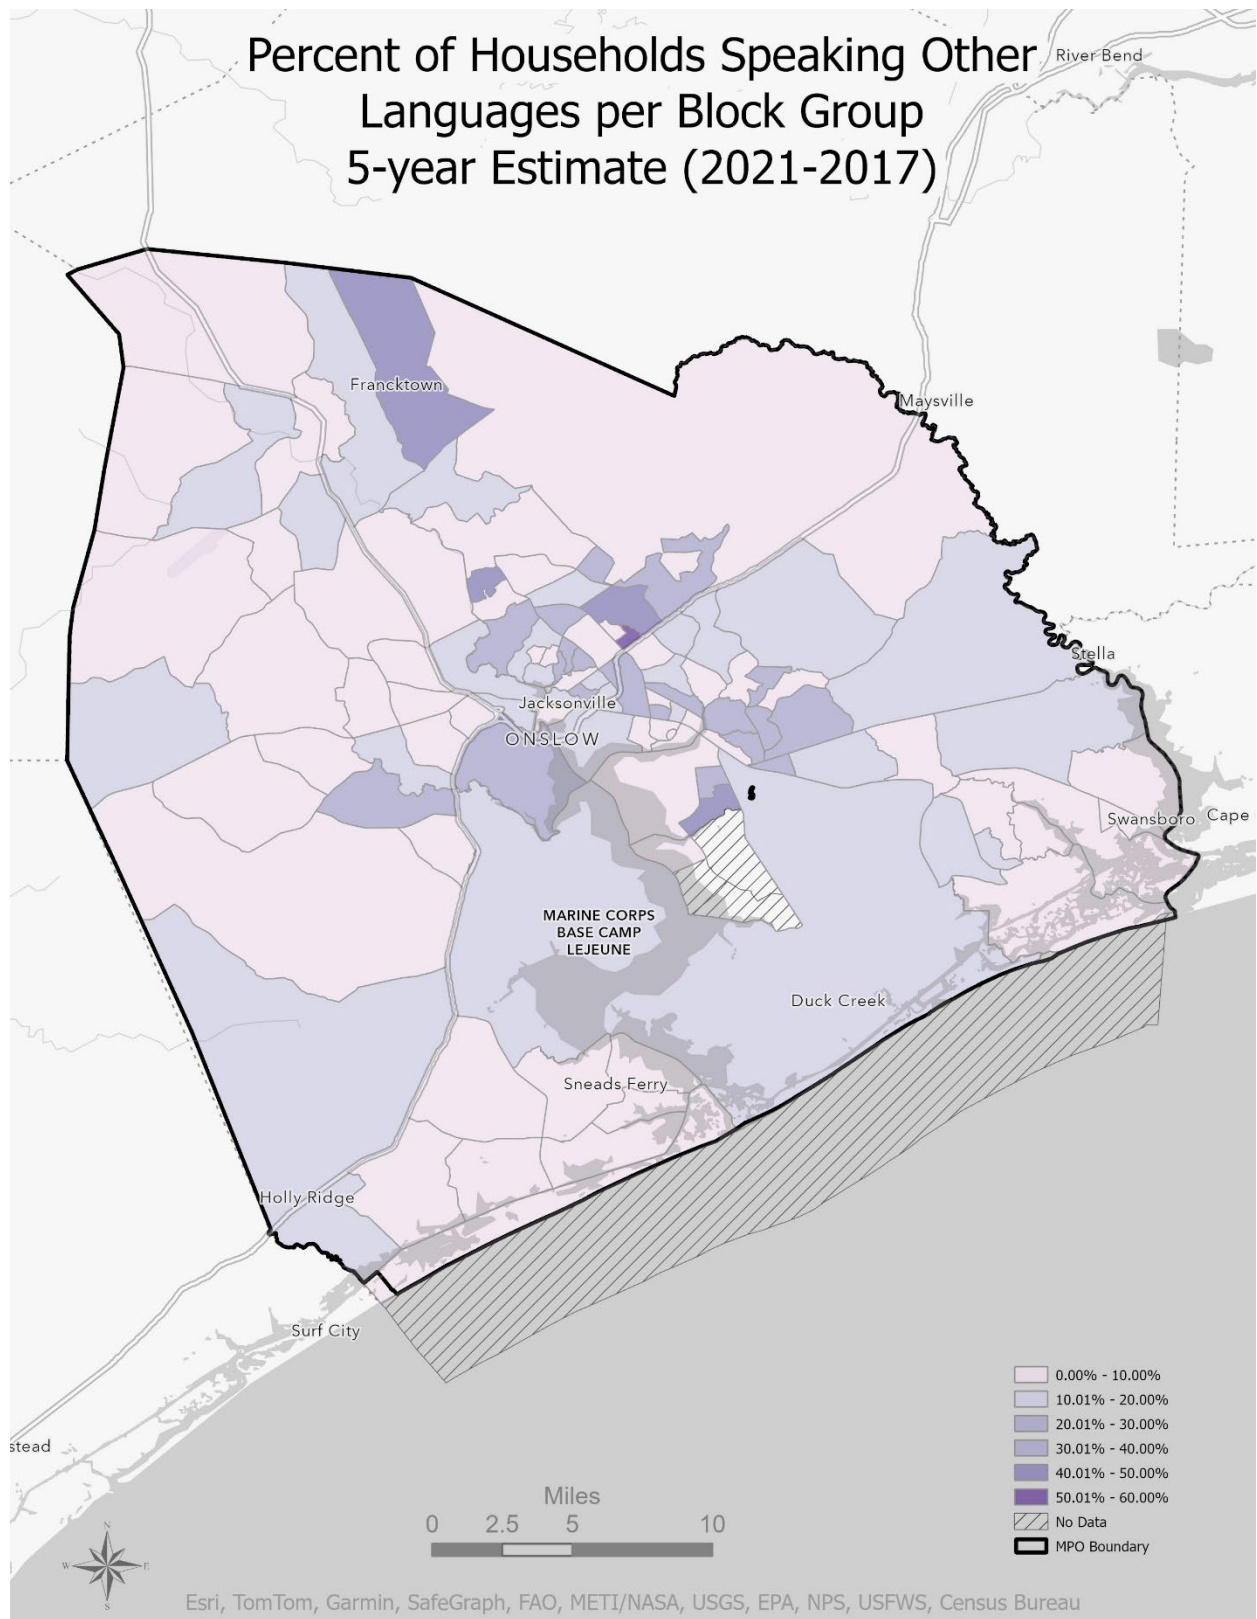 Percent of Households Speaking Other
Languages per Block Group
5-year Estimate (2021-2017)
River Bend
Francktown
Maysville
Stella
Jacksonville
ONSLOW
Swansboro
Cape
MARINE CORPS
BASE CAMP
LEJEUNE
Duck Creek
Sneads Ferry
Holly Ridge
Surf City
stead
0.00% - 10.00%
10.01% - 20.00%
20.01% - 30.00%
30.01% - 40.00%
40.01% - 50.00%
50.01% - 60.00%
No Data
MPO Boundary
Miles
0 2.5 5 10
N
W E
S
Esri, TomTom, Garmin, SafeGraph, FAO, METI/NASA, USGS, EPA, NPS, USFWS, Census Bureau